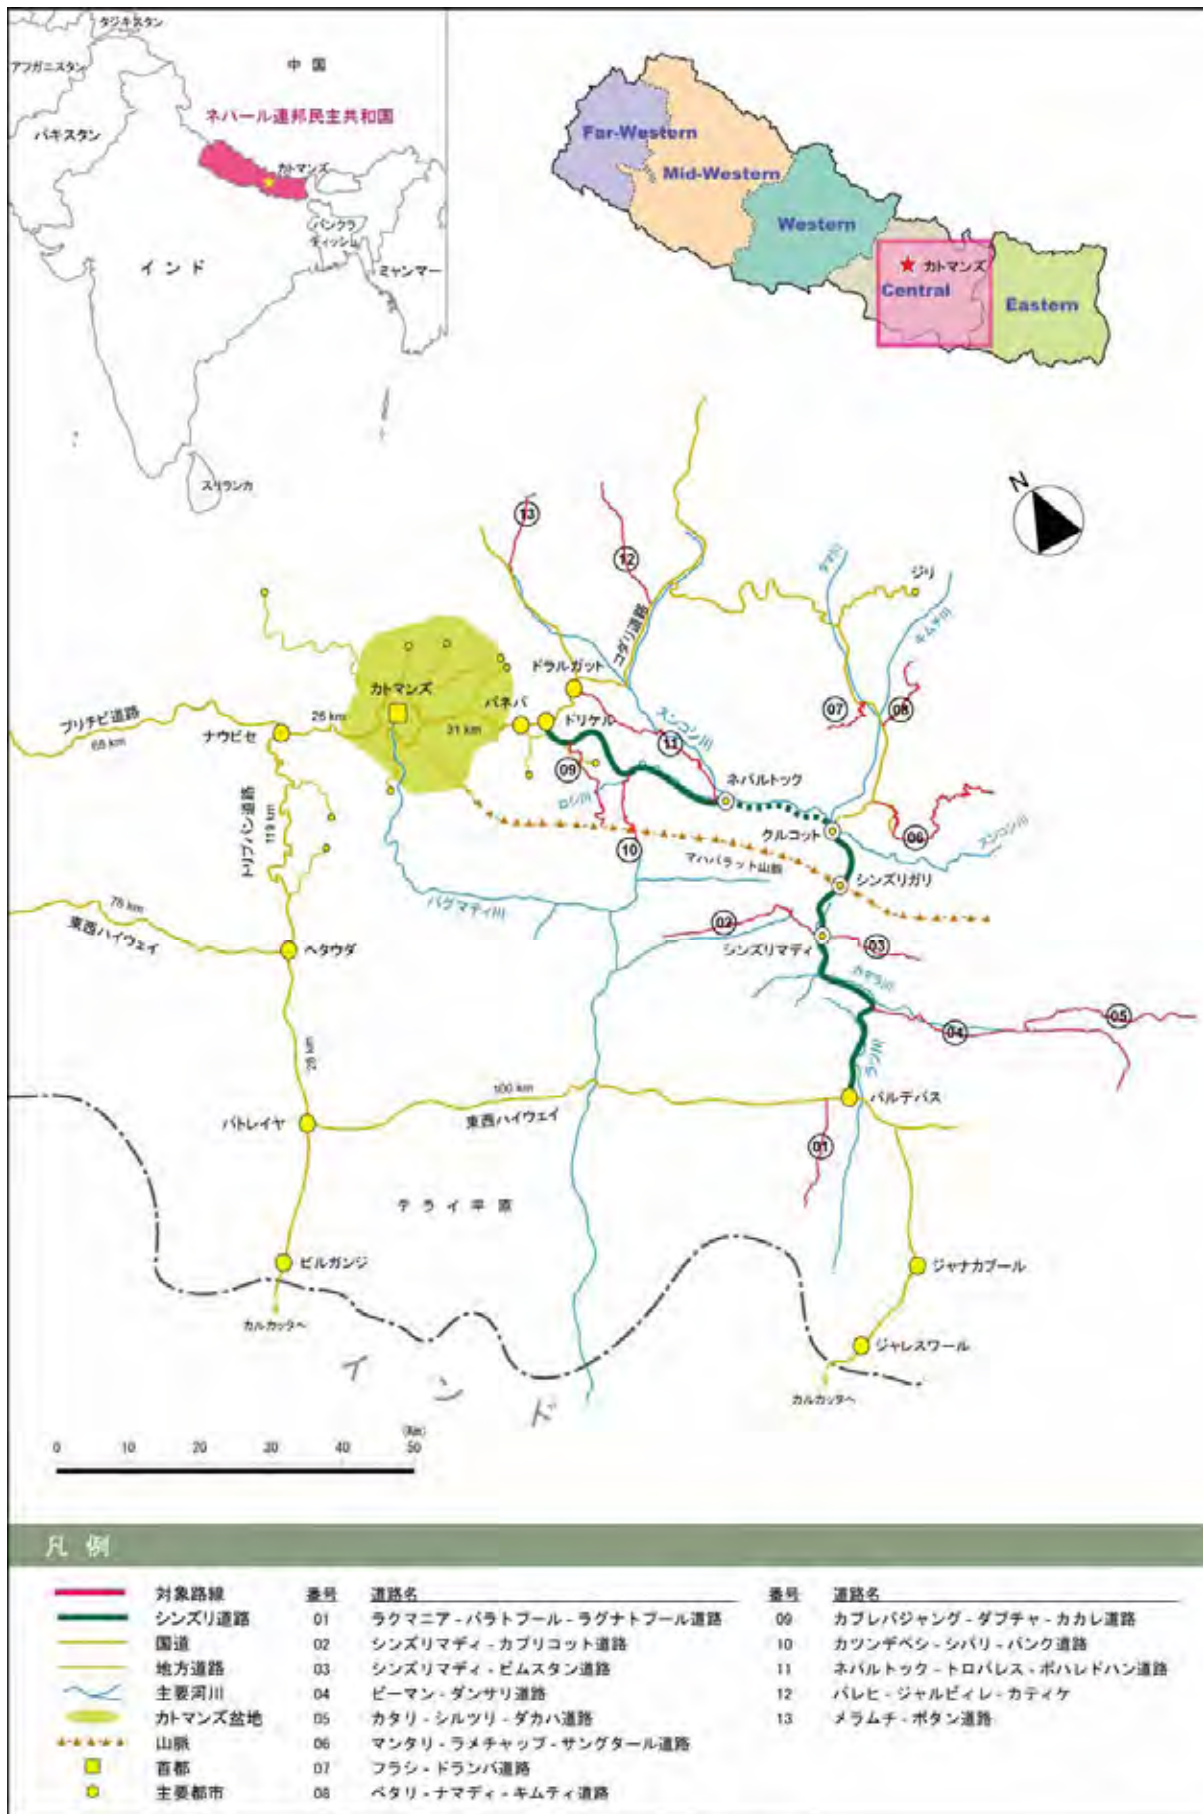 タジキスタン
中 国
アフガニスタン
ネパール連邦民主共和国
パキスタン
カトマンズ
バングラ
ディッシュ
インド
ミャンマー
スリランカ
Far-Western
Mid-Western
Western
カトマンズ
Central
Eastern
N
13
12
コダリ道路
タマ川
ジリ
キムチ川
ドラルガット
カトマンズ
パネパ
ドリケル
スンコシ川
07
08
プリチビ道路
68 km
26 km
ナウビセ
31 km
11
09
ロシ川
ネパルトック
クルコット
06
スンコシ川
トリブバン道路
119 km
10
マハバラット山脈
シンズリガリ
バグマティ川
75 km
東西ハイウェイ
ヘタウダ
02
シンズリマディ
03
カマラ川
05
04
28 km
ラツ川
100 km
東西ハイウェイ
バルデバス
パトレイヤ
01
テライ平原
ビルガンジ
ジャナカプール
カルカッタへ
ジャレスワール
インド
カルカッタへ
(Km)
0 10 20 30 40 50
凡 例
対象路線
シンズリ道路
国道
地方道路
主要河川
カトマンズ盆地
山脈
首都
主要都市
番号 道路名
01 ラクマニア - バラトプール - ラグナトプール道路
02 シンズリマディ - カプリコット道路
03 シンズリマディ - ビムスタン道路
04 ビーマン - ダンサリ道路
05 カタリ - シルツリ - ダカハ道路
06 マンタリ - ラメチャップ - サングタール道路
07 フラシ - ドランバ道路
08 ベタリ - ナマディ - キムティ道路
番号 道路名
09 カブレバジャング - ダプチャ - カカレ道路
10 カツンデベシ - シパリ - バンク道路
11 ネパルトック - トロパレス - ポハレドハン道路
12 バレヒ - ジャルビィレ - カティケ
13 メラムチ - ボタン道路